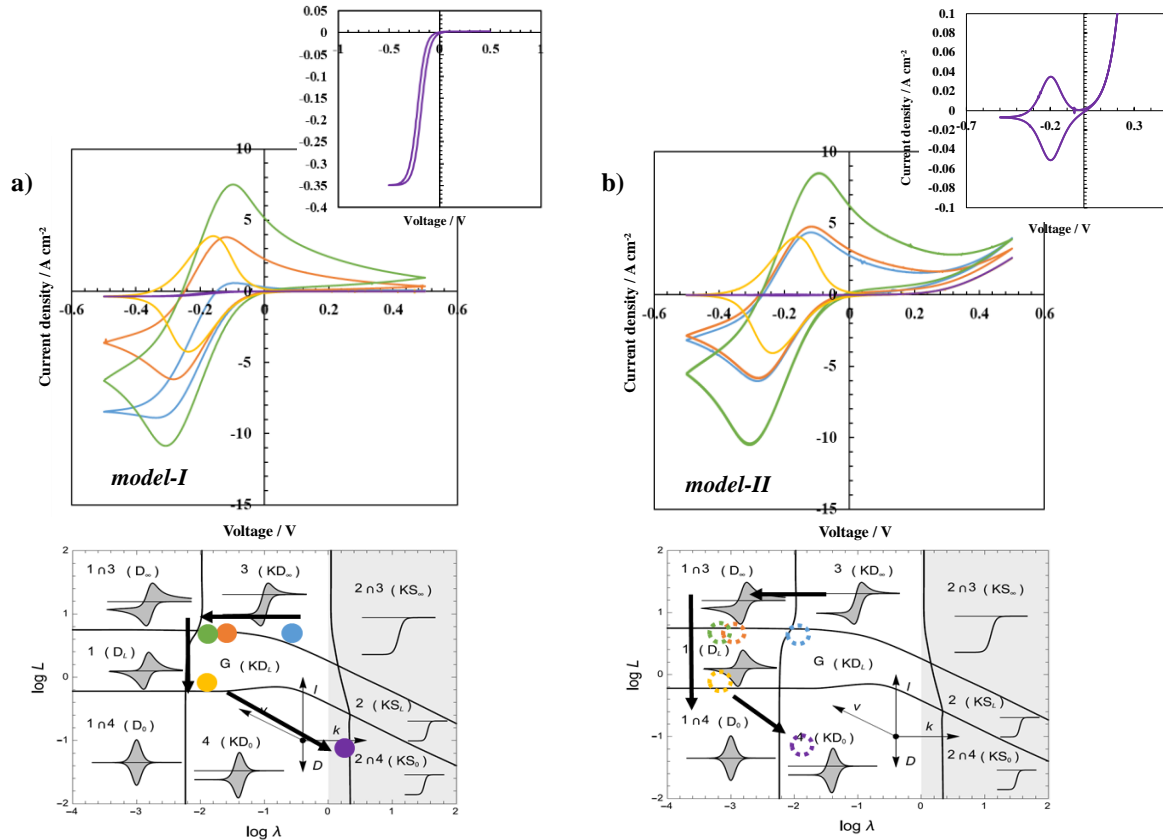 a)
0.05
0
-0.05
-0.1
-0.15
-0.2
-0.25
-0.3
-0.35
-0.4
-1
-0.5
0
0.5
1
Voltage / V
10
5
0
-5
-10
-15
-0.6
-0.4
-0.2
0
0.2
0.4
0.6
Current density / A cm-2
model-I
Voltage / V
b)
0.1
0.08
0.06
0.04
0.02
0
-0.02
-0.04
-0.06
-0.08
-0.1
-0.7
-0.2
0.3
Current density / A cm-2
Voltage / V
10
5
0
-5
-10
-15
-0.6
-0.4
-0.2
0
0.2
0.4
0.6
Current density / A cm-2
model-II
Voltage / V
2
1
0
-1
-2
log L
1∩3 (D∞)
3 (KD∞)
2∩3 (KS∞)
1 (DL)
G (KDL)
2 (KSL)
1∩4 (D0)
4 (KD0)
2∩4 (KS0)
l
v
k
D
-4
-3
-2
-1
0
1
2
log λ
2
1
0
-1
-2
log L
1∩3 (D∞)
3 (KD∞)
2∩3 (KS∞)
1 (DL)
G (KDL)
2 (KSL)
1∩4 (D0)
4 (KD0)
2∩4 (KS0)
l
v
k
D
-4
-3
-2
-1
0
1
2
log λ